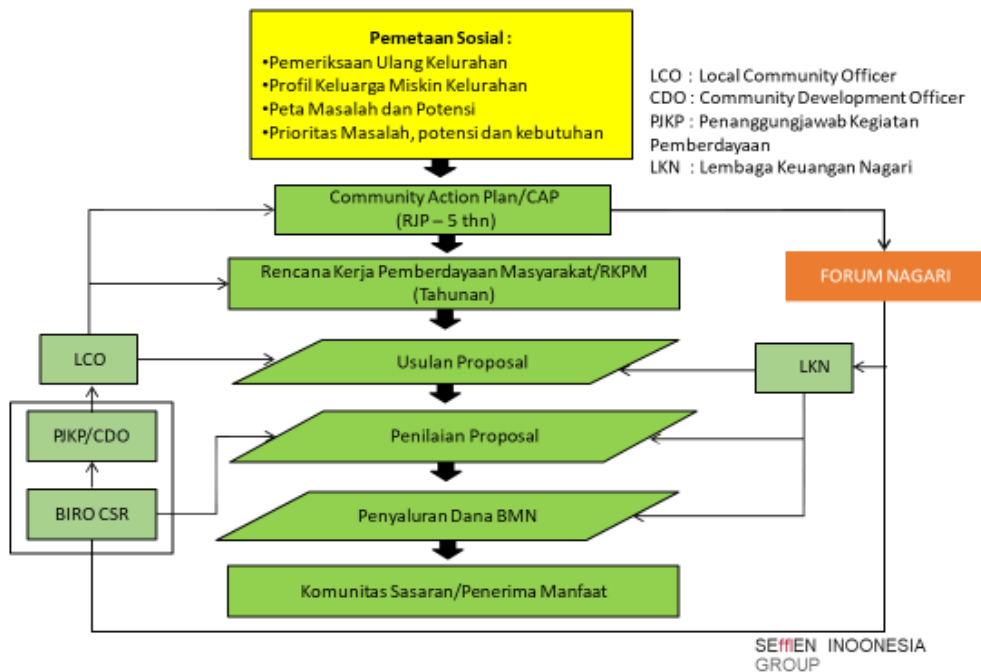 Pemetaan Sosial :
•Pemeriksaan Ulang Kelurahan
•Profil Keluarga Miskin Kelurahan
•Peta Masalah dan Potensi
•Prioritas Masalah, potensi dan kebutuhan
LCO : Local Community Officer
CDO : Community Development Officer
PJKP : Penanggungjawab Kegiatan
Pemberdayaan
LKN : Lembaga Keuangan Nagari
Community Action Plan/CAP
(RJP – 5 thn)
Rencana Kerja Pemberdayaan Masyarakat/RKPM
(Tahunan)
FORUM NAGARI
LCO
Usulan Proposal
LKN
PJKP/CDO
Penilaian Proposal
BIRO CSR
Penyaluran Dana BMN
Komunitas Sasaran/Penerima Manfaat
SEmEN INOONESIA
GROUP